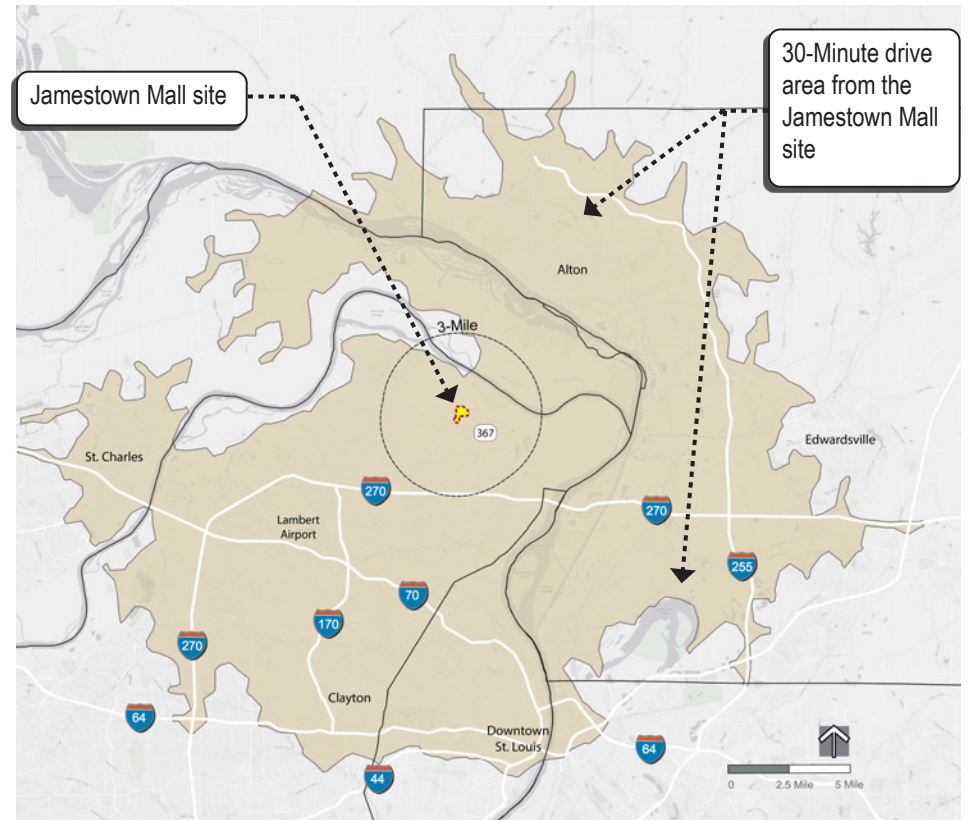 Jamestown Mall site
30-Minute drive
area from the
Jamestown Mall
site
Alton
3-Mile
367
Edwardsville
St. Charles
270
Lambert
Airport
270
255
70
170
270
Clayton
64
Downtown
St. Louis
64
44
0 2.5 Mile 5 Mile